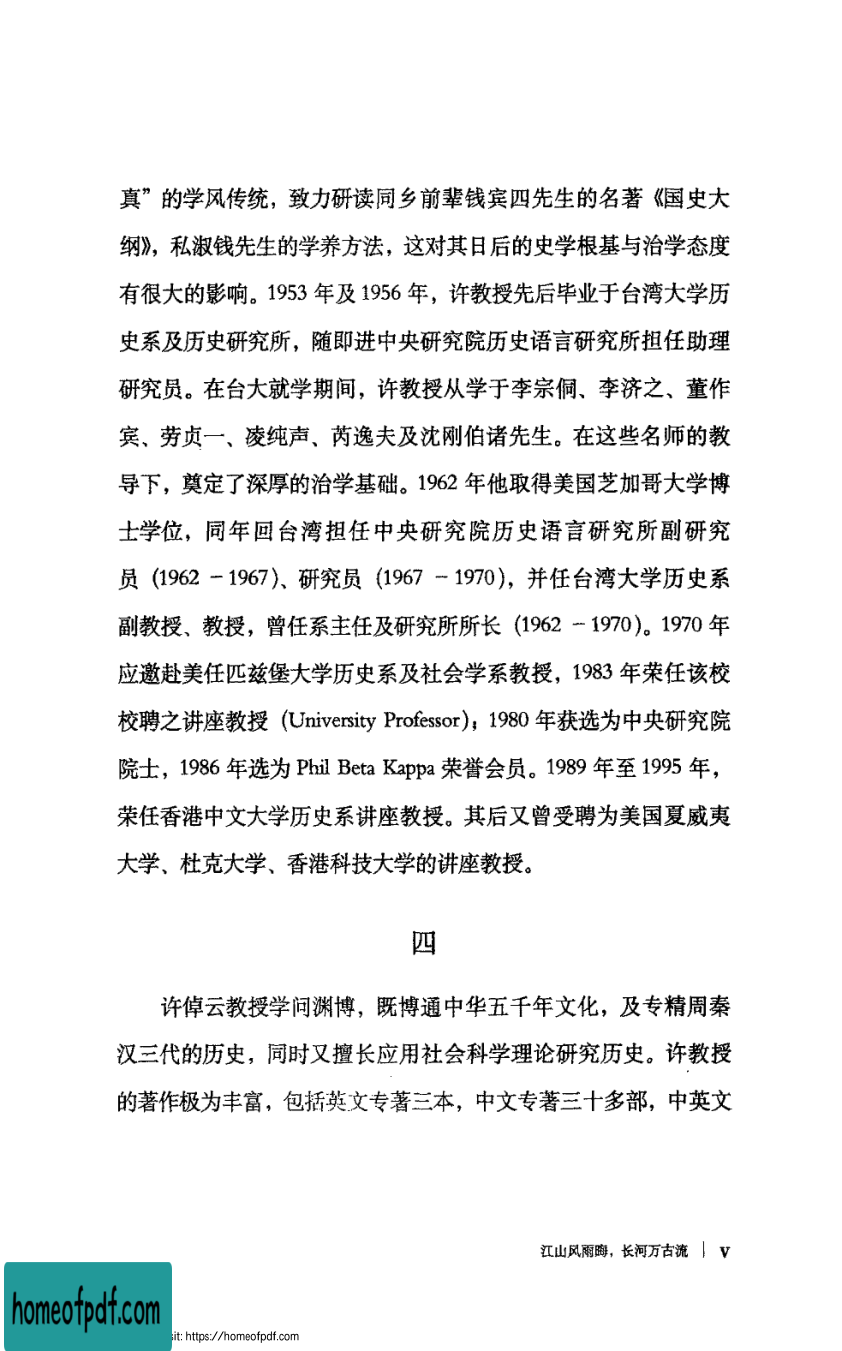 真”的学风传统，致力研读同乡前辈钱宾四先生的名著《国史大
纲》，私淑钱先生的学养方法，这对其日后的史学根基与治学态度
有很大的影响。1953 年及 1956 年，许教授先后毕业于台湾大学历
史系及历史研究所，随即进中央研究院历史语言研究所担任助理
研究员。在台大就学期间，许教授从学于李宗侗、李济之、董作
宾、劳贞一、凌纯声、芮逸夫及沈刚伯诸先生。在这些名师的教
导下，奠定了深厚的治学基础。1962 年他取得美国芝加哥大学博
士学位，同年回台湾担任中央研究院历史语言研究所副研究
员（1962 －1967）、研究员（1967 －1970），并任台湾大学历史系
副教授、教授，曾任系主任及研究所所长（1962 －1970）。1970 年
应邀赴美任匹兹堡大学历史系及社会学系教授，1983 年荣任该校
校聘之讲座教授（University Professor）；1980 年获选为中央研究院
院士，1986 年选为 Phil Beta Kappa 荣誉会员。1989 年至 1995 年，
荣任香港中文大学历史系讲座教授。其后又曾受聘为美国夏威夷
大学、杜克大学、香港科技大学的讲座教授。
四
许倬云教授学问渊博，既博通中华五千年文化，及专精周秦
汉三代的历史，同时又擅长应用社会科学理论研究历史。许教授
的著作极为丰富，包括英文专著三本，中文专著三十多部，中英文
江山风雨晦，长河万古流 | V
homeofpdf.com
sit: https://homeofpdf.com